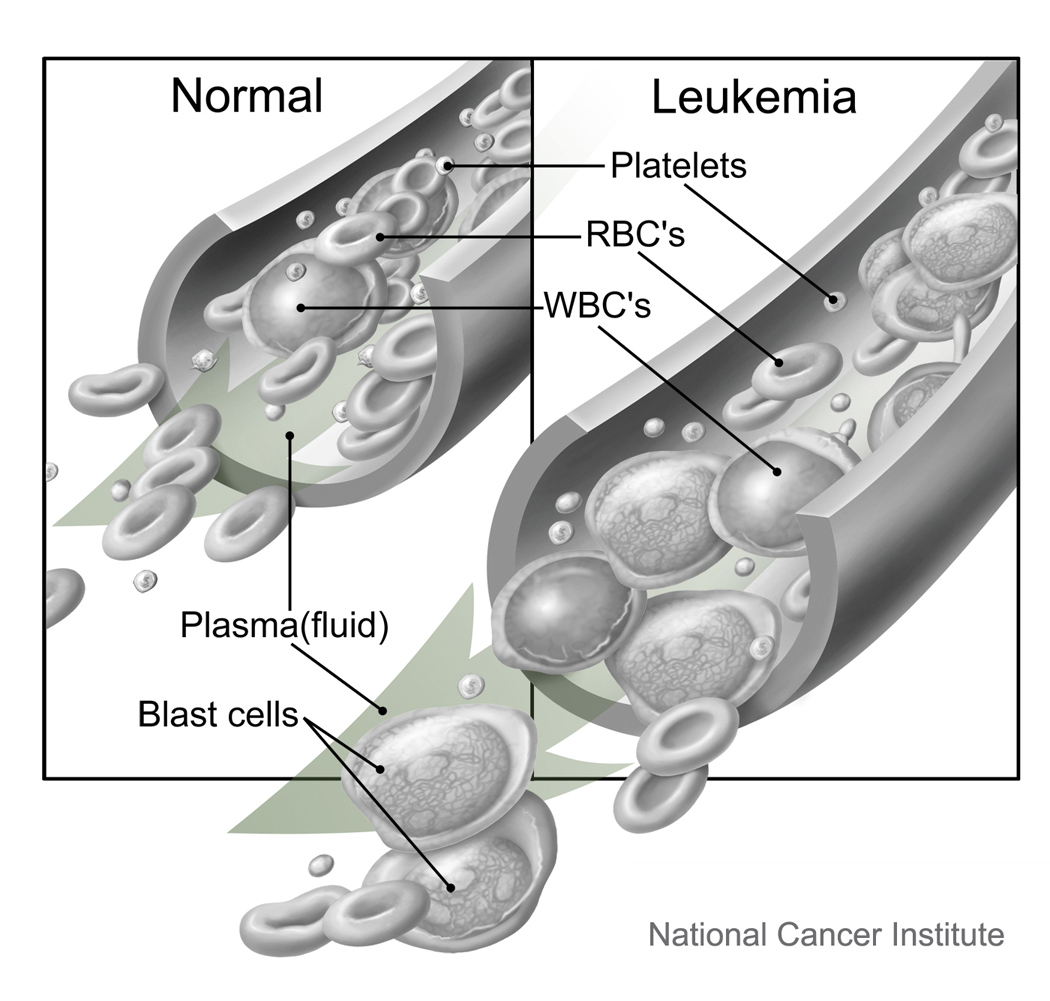 Normal
Leukemia
Platelets
RBC's
WBC's
Plasma(fluid)
Blast cells
National Cancer Institute